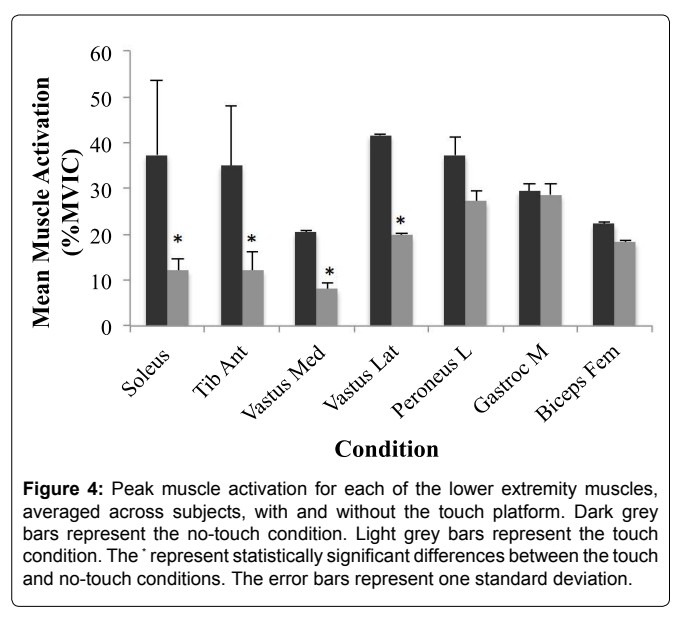 60
50
40
30
20
10
0
Mean Muscle Activation
(%MVIC)
*
*
*
*
Soleus
Tib Ant
Vastus Med
Vastus Lat
Peroneus L
Gastroc M
Biceps Fem
Condition
Figure 4: Peak muscle activation for each of the lower extremity muscles,
averaged across subjects, with and without the touch platform. Dark grey
bars represent the no-touch condition. Light grey bars represent the touch
condition. The * represent statistically significant differences between the touch
and no-touch conditions. The error bars represent one standard deviation.